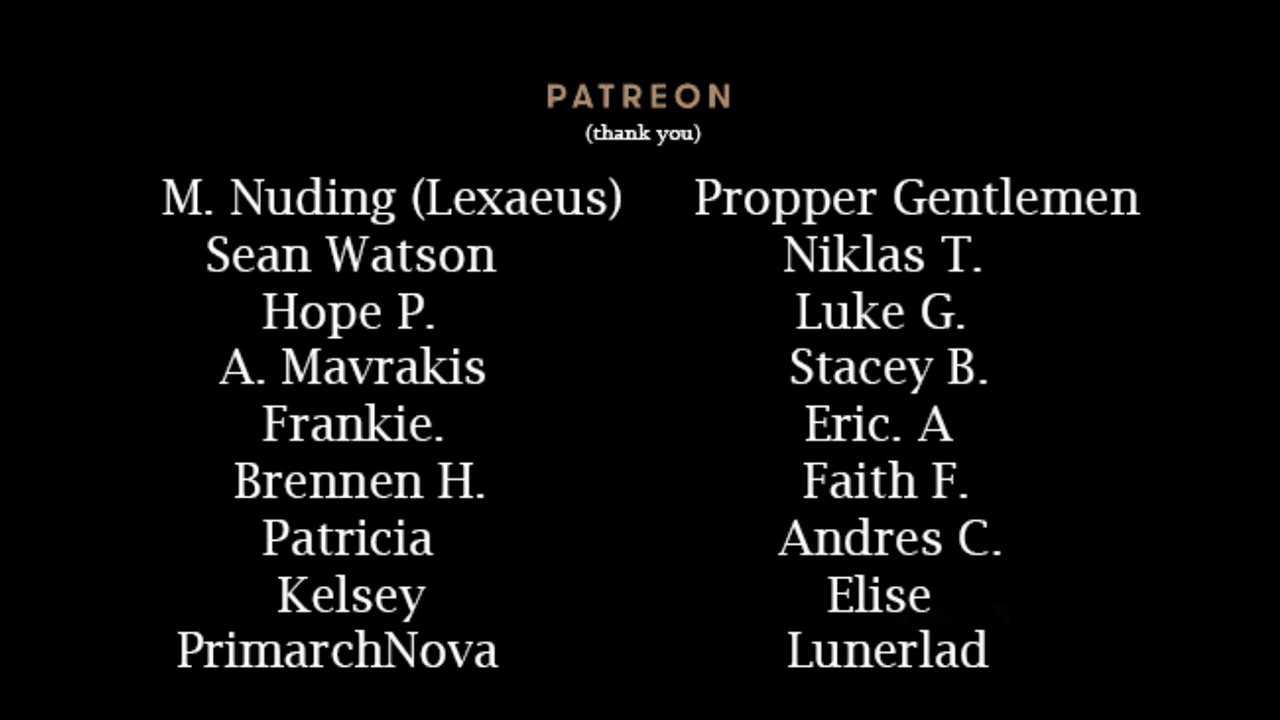 PATREON
(thank you)
M. Nuding (Lexaeus)
Sean Watson
Hope P.
A. Mavrakis
Frankie.
Brennen H.
Patricia
Kelsey
PrimarchNova
Propper Gentlemen
Niklas T.
Luke G.
Stacey B.
Eric. A
Faith F.
Andres C.
Elise
Lunerlad